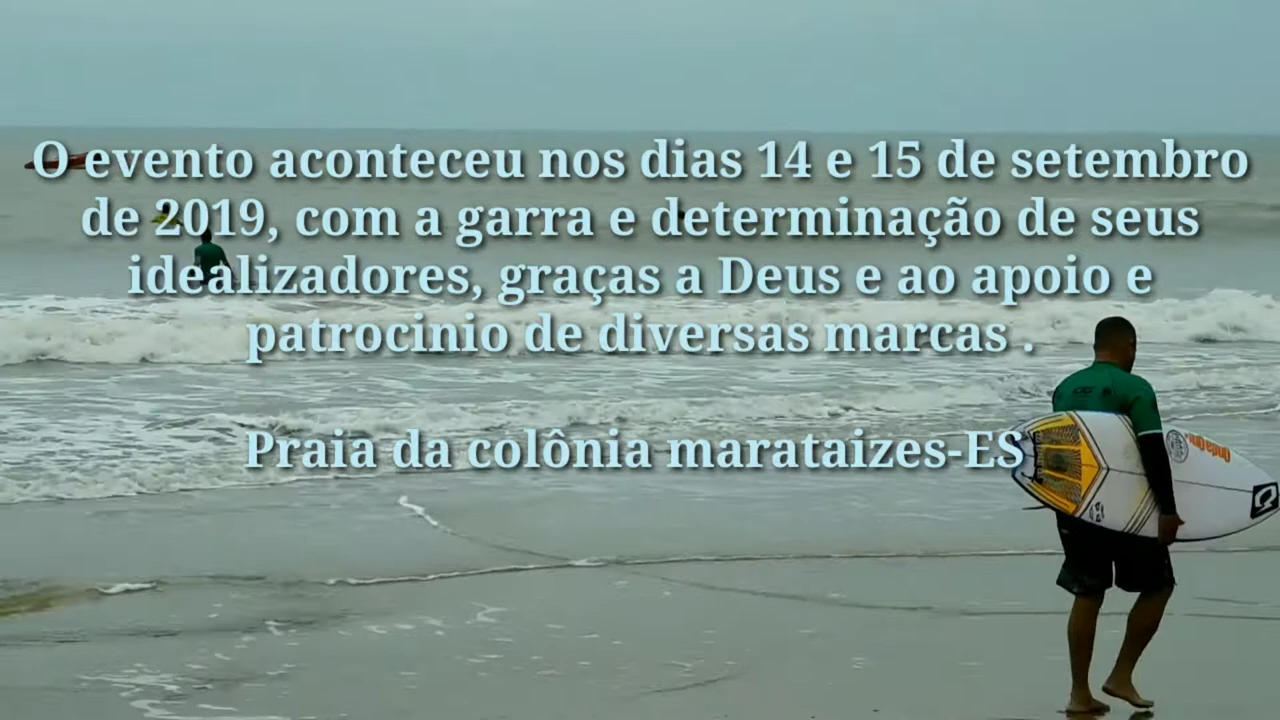 O evento aconteceu nos dias 14 e 15 de setembro
de 2019, com a garra e determinação de seus
idealizadores, graças a Deus e ao apoio e
patrocinio de diversas marcas .
Praia da colônia marataizes-ES